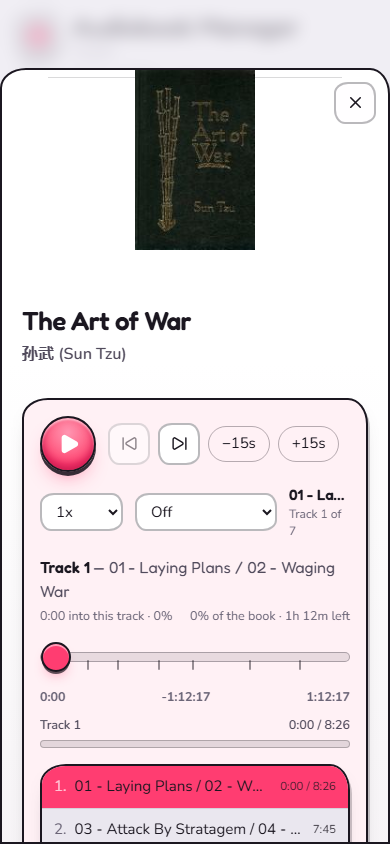 The
Art of
War
Sun Tzu
The Art of War
孙武 (Sun Tzu)
−15s
+15s
1x
Off
01 - La...
Track 1 of
7
Track 1 — 01 - Laying Plans / 02 - Waging
War
0:00 into this track · 0%
0% of the book · 1h 12m left
0:00
-1:12:17
1:12:17
Track 1
0:00 / 8:26
1. 01 - Laying Plans / 02 - W... 0:00 / 8:26
2. 03 - Attack By Stratagem / 04 - ... 7:45